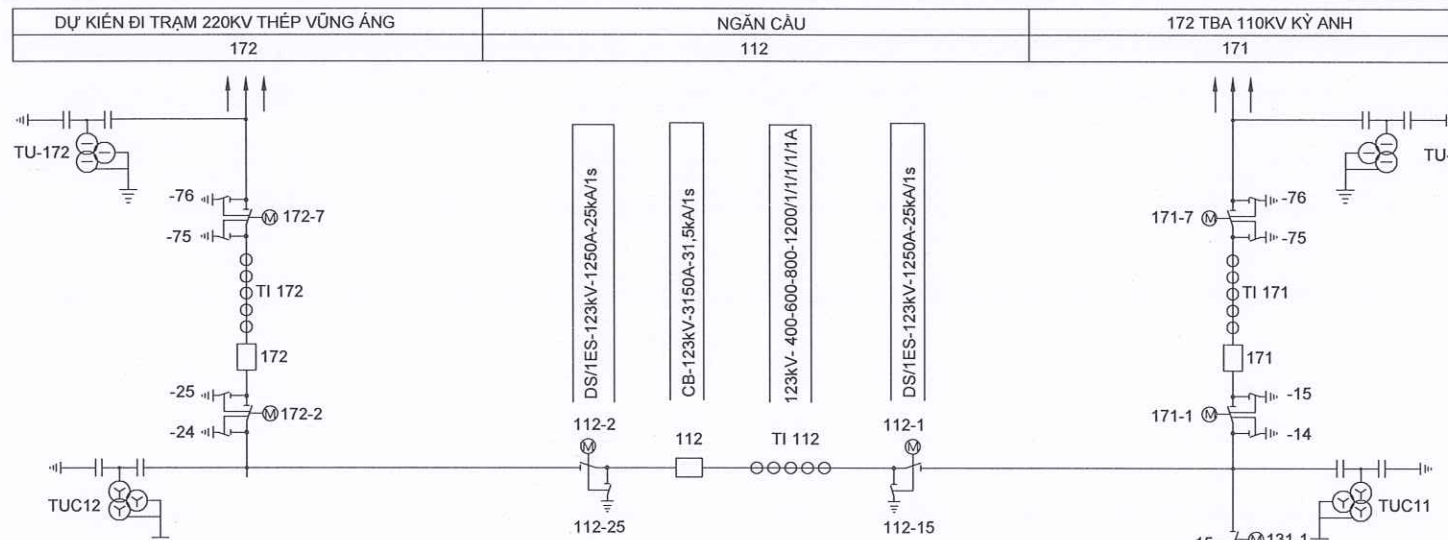 DỰ KIẾN ĐI TRẠM 220KV THÉP VŨNG ÁNG
NGĂN CẦU
172 TBA 110KV KỲ ANH
172
112
171
TU-172
TU-
-76
172-7
-75
TI 172
172
-25
172-2
-24
DS/1ES-123kV-1250A-25kA/1s
CB-123kV-3150A-31,5kA/1s
123kV- 400-600-800-1200/1/1/1/1/1A
DS/1ES-123kV-1250A-25kA/1s
-76
171-7
-75
TI 171
171
-15
171-1
-14
112-2
112
TI 112
112-1
M
M
M
M
M
M
TUC12
112-25
112-15
TUC11
M
131-1